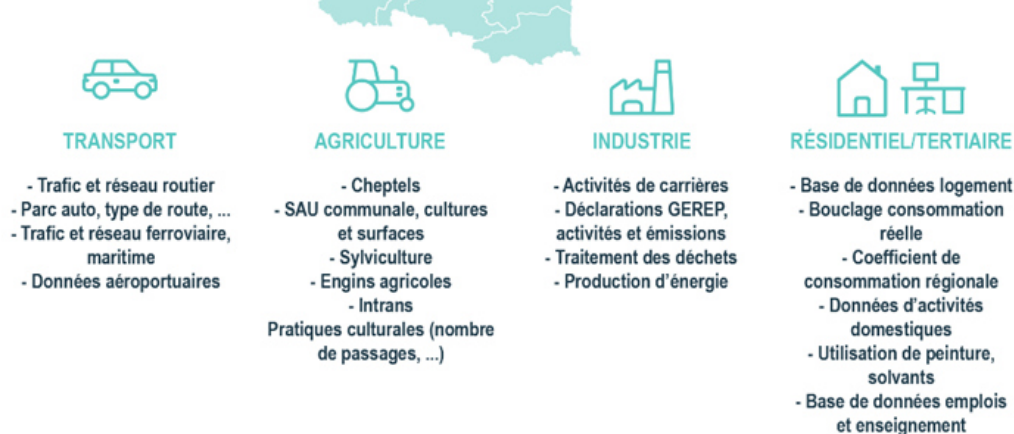 TRANSPORT
- Trafic et réseau routier
- Parc auto, type de route, ...
- Trafic et réseau ferroviaire,
maritime
- Données aéroportuaires
AGRICULTURE
- Cheptels
- SAU communale, cultures
et surfaces
- Sylviculture
- Engins agricoles
- Intrans
Pratiques culturales (nombre
de passages, ...)
INDUSTRIE
- Activités de carrières
- Déclarations GEREP,
activités et émissions
- Traitement des déchets
- Production d'énergie
RÉSIDENTIEL/TERTIAIRE
- Base de données logement
- Bouclage consommation
réelle
- Coefficient de
consommation régionale
- Données d'activités
domestiques
- Utilisation de peinture,
solvants
- Base de données emplois
et enseignement